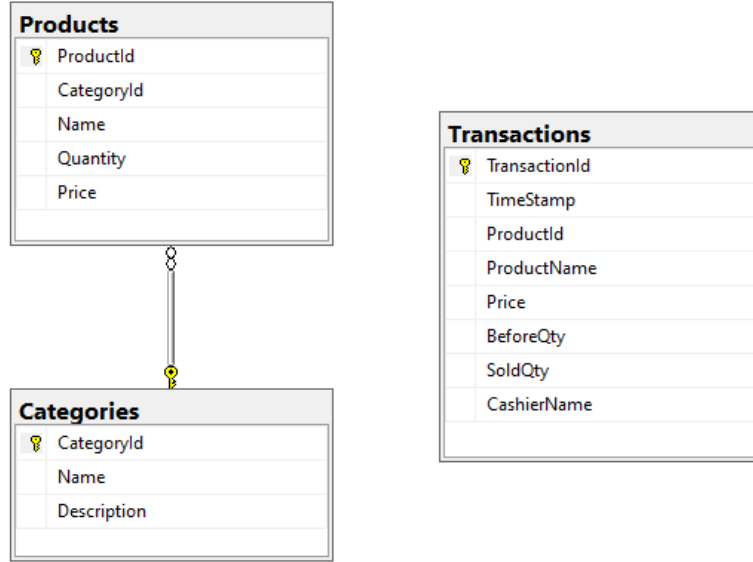 Products
ProductId
CategoryId
Name
Quantity
Price
Transactions
TransactionId
TimeStamp
ProductId
ProductName
Price
BeforeQty
SoldQty
CashierName
Categories
CategoryId
Name
Description